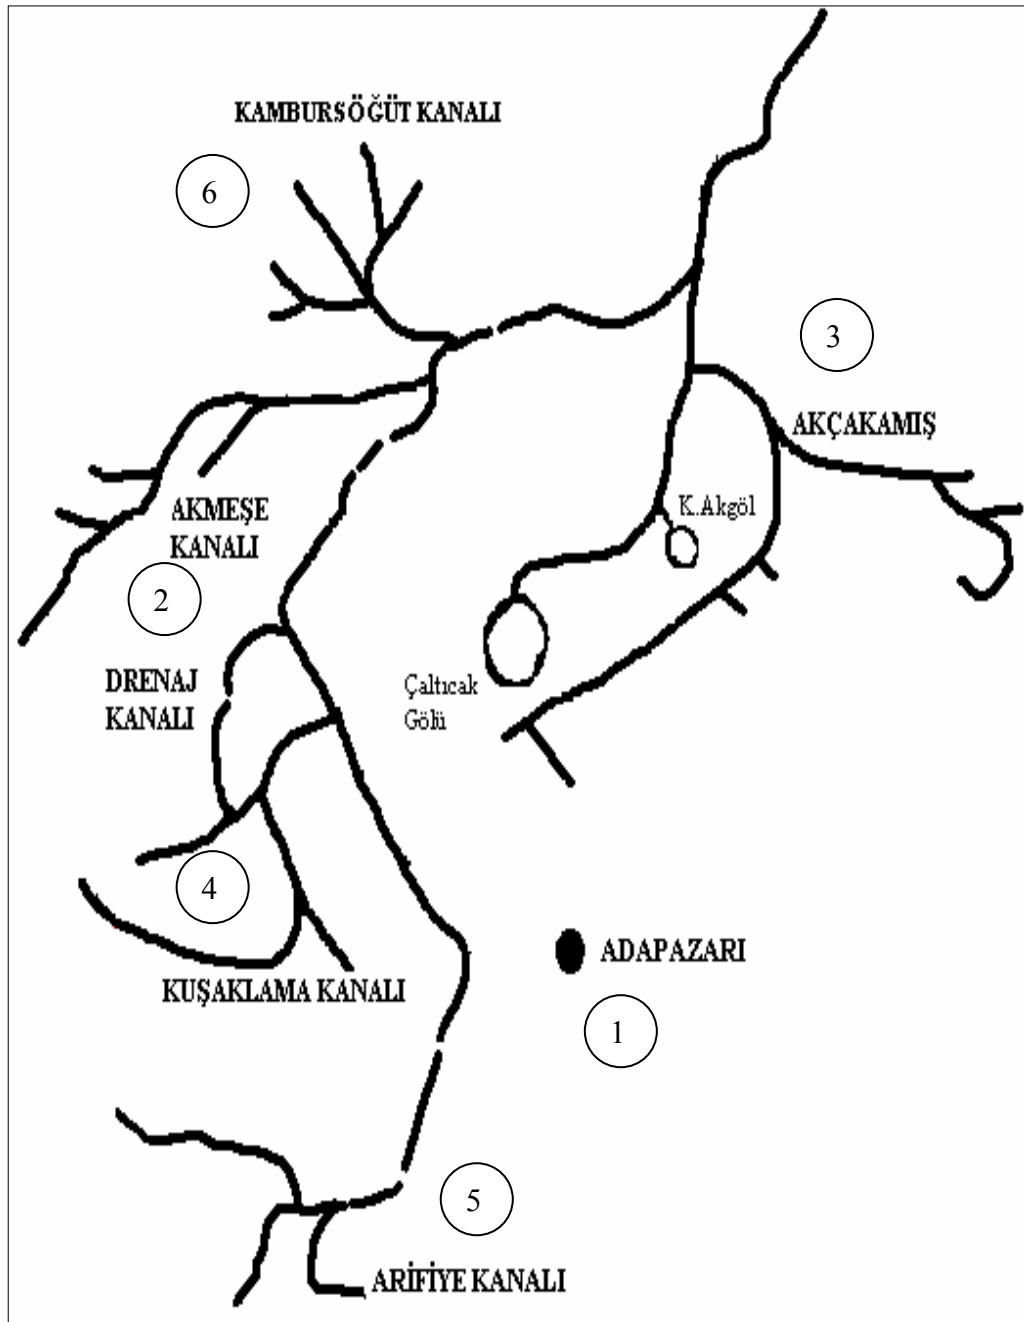 KAMBURSÖĞÜT KANALI
6
3
AKÇAKAMIŞ
K.Akgöl
AKMEŞE
KANALI
2
DRENAJ
KANALI
Çaltıcak
Gölü
4
ADAPAZARI
KUŞAKLAMA KANALI
1
5
ARİFİYE KANALI